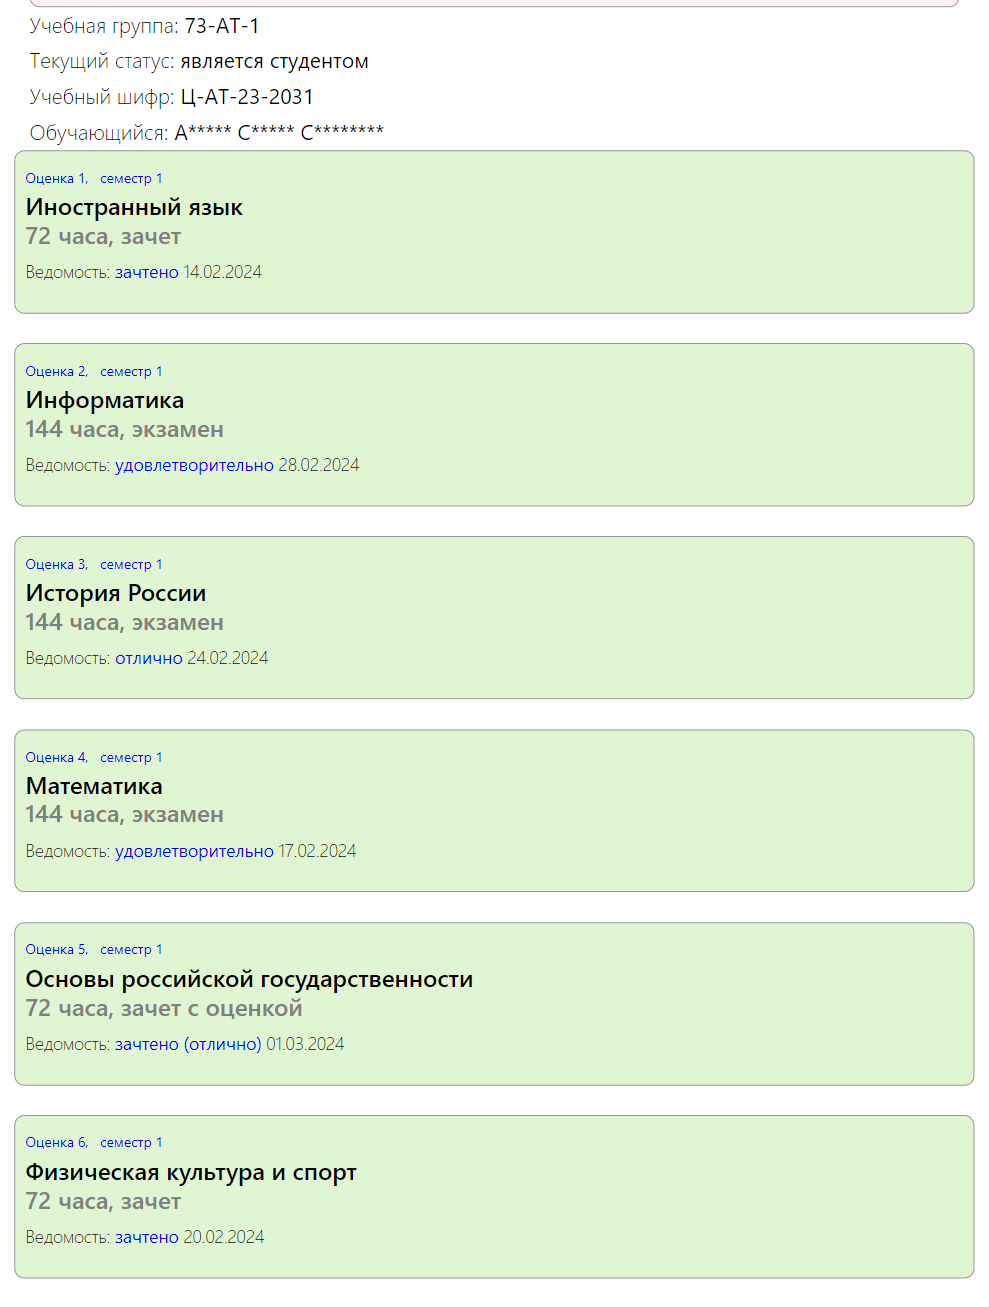 Учебная группа: 73-АТ-1
Текущий статус: является студентом
Учебный шифр: Ц-АТ-23-2031
Обучающийся: А***** С***** С********
Оценка 1, семестр 1
Иностранный язык
72 часа, зачет
Ведомость: зачтено 14.02.2024
Оценка 2, семестр 1
Информатика
144 часа, экзамен
Ведомость: удовлетворительно 28.02.2024
Оценка 3, семестр 1
История России
144 часа, экзамен
Ведомость: отлично 24.02.2024
Оценка 4, семестр 1
Математика
144 часа, экзамен
Ведомость: удовлетворительно 17.02.2024
Оценка 5, семестр 1
Основы российской государственности
72 часа, зачет с оценкой
Ведомость: зачтено (отлично) 01.03.2024
Оценка 6, семестр 1
Физическая культура и спорт
72 часа, зачет
Ведомость: зачтено 20.02.2024